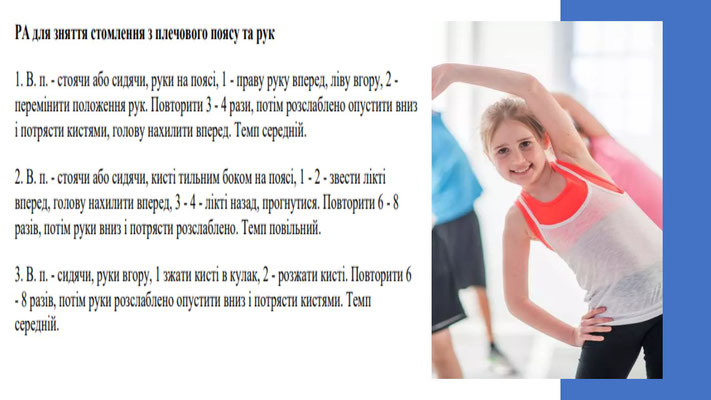 РА для зняття стомлення з плечового поясу та рук
1. В. п. - стоячи або сидячи, руки на поясі, 1 - праву руку вперед, ліву вгору, 2 -
перемінити положення рук. Повторити 3 - 4 рази, потім розслаблено опустити вниз
і потрясти кистями, голову нахилити вперед. Темп середній.
2. В. п. - стоячи або сидячи, кисті тильним боком на поясі, 1 - 2 - звести лікті
вперед, голову нахилити вперед, 3 - 4 - лікті назад, прогнутися. Повторити 6 - 8
разів, потім руки вниз і потрясти розслаблено. Темп повільний.
3. В. п. - сидячи, руки вгору, 1 зжати кисті в кулак, 2 - розжати кисті. Повторити 6
- 8 разів, потім руки розслаблено опустити вниз і потрясти кистями. Темп
середній.